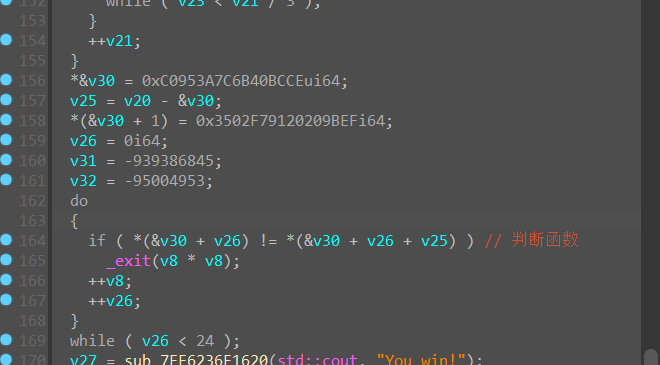 152 while ( v23 < v21 / 3 );
153 }
154 ++v21;
155 }
156 *&v30 = 0xC0953A7C6B40BCCEui64;
157 v25 = v20 - &v30;
158 *(&v30 + 1) = 0x3502F79120209BEFi64;
159 v26 = 0i64;
160 v31 = -939386845;
161 v32 = -95004953;
162 do
163 {
164 if ( *(&v30 + v26) != *(&v30 + v26 + v25) ) // 判断函数
165 _exit(v8 * v8);
166 ++v8;
167 ++v26;
168 }
169 while ( v26 < 24 );
170 v27 = sub_7FF6236F1620(std::cout, "You win!");